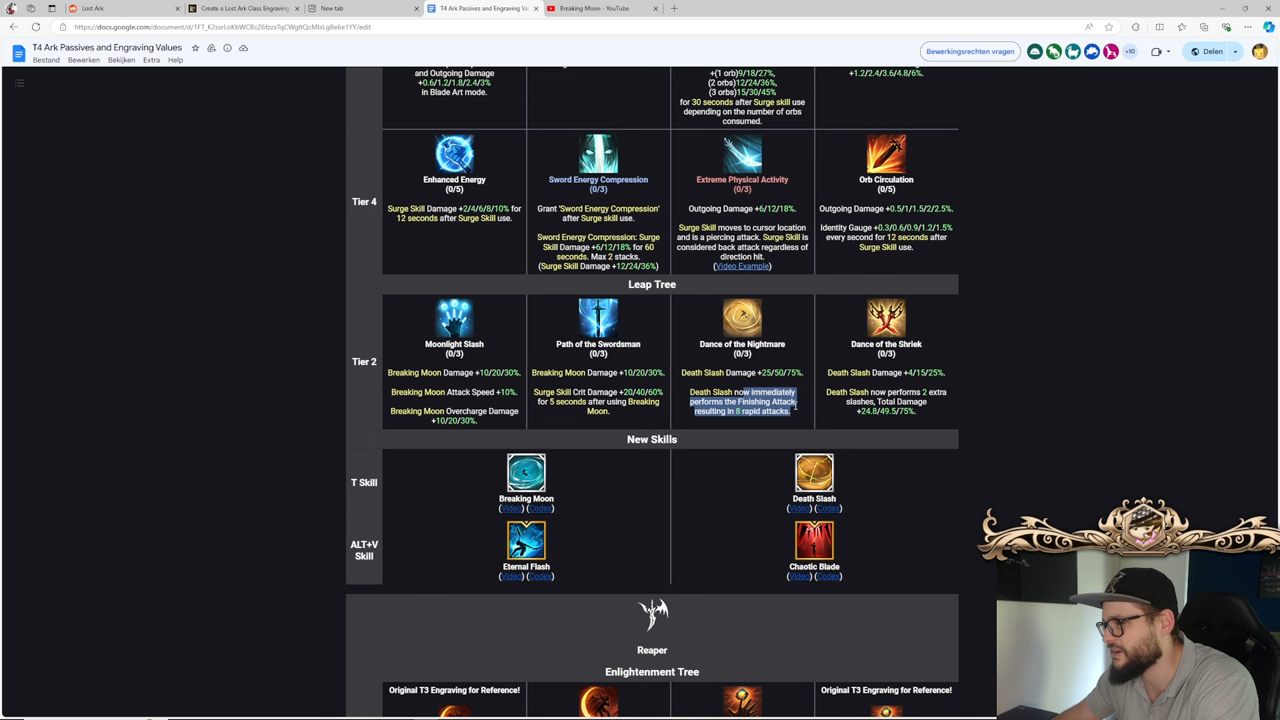 Lost Ark
Create a Lost Ark Class Engraving
New tab
T4 Ark Passives and Engraving Val
Breaking Moon - YouTube
T4 Ark Passives and Engraving Values
Bestand Bewerken Bekijken Extra Help
Bewerkingsrechten vragen
+10
Delen
and Outgoing Damage
+0.6/1.2/1.8/2.4/3%
in Blade Art mode.
+(1 orb)9/18/27%,
(2 orbs)12/24/36%,
(3 orbs)15/30/45%
for 30 seconds after Surge skill use
depending on the number of orbs
consumed.
+1.2/2.4/3.6/4.8/6%.
Tier 4
Enhanced Energy
(0/5)
Surge Skill Damage +2/4/6/8/10% for
12 seconds after Surge Skill use.
Sword Energy Compression
(0/3)
Grant 'Sword Energy Compression'
after Surge skill use.
Sword Energy Compression: Surge
Skill Damage +6/12/18% for 60
seconds. Max 2 stacks.
(Surge Skill Damage +12/24/36%)
Extreme Physical Activity
(0/3)
Outgoing Damage +6/12/18%.
Surge Skill moves to cursor location
and is a piercing attack. Surge Skill is
considered back attack regardless of
direction hit.
(Video Example)
Orb Circulation
(0/5)
Outgoing Damage +0.5/1/1.5/2/2.5%.
Identity Gauge +0.3/0.6/0.9/1.2/1.5%
every second for 12 seconds after
Surge Skill use.
Leap Tree
Tier 2
Moonlight Slash
(0/3)
Breaking Moon Damage +10/20/30%.
Breaking Moon Attack Speed +10%.
Breaking Moon Overcharge Damage
+10/20/30%.
Path of the Swordsman
(0/3)
Breaking Moon Damage +10/20/30%.
Surge Skill Crit Damage +20/40/60%
for 5 seconds after using Breaking
Moon.
Dance of the Nightmare
(0/3)
Death Slash Damage +25/50/75%.
Death Slash now immediately
performs the Finishing Attack,
resulting in 8 rapid attacks.
Dance of the Shriek
(0/3)
Death Slash Damage +4/15/25%.
Death Slash now performs 2 extra
slashes, Total Damage
+24.8/49.5/75%.
New Skills
T Skill
Breaking Moon
(Video) (Codex)
Death Slash
(Video) (Codex)
ALT+V
Skill
Eternal Flash
(Video) (Codex)
Chaotic Blade
(Video) (Codex)
Reaper
Enlightenment Tree
Original T3 Engraving for Reference!
Original T3 Engraving for Reference!